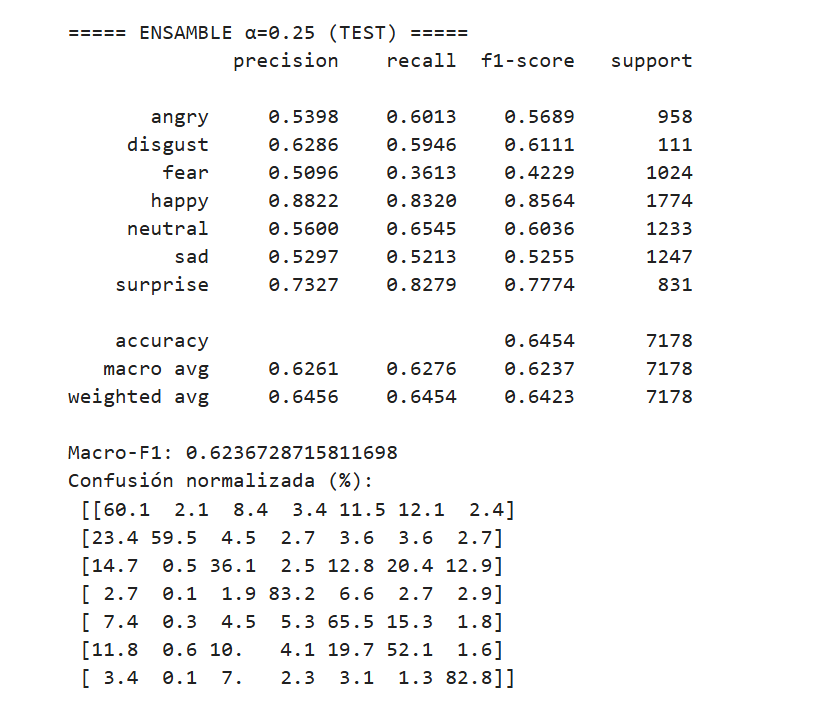 ===== ENSAMBLE α=0.25 (TEST) =====
              precision    recall  f1-score   support

       angry     0.5398    0.6013    0.5689       958
     disgust     0.6286    0.5946    0.6111       111
        fear     0.5096    0.3613    0.4229      1024
       happy     0.8822    0.8320    0.8564      1774
     neutral     0.5600    0.6545    0.6036      1233
         sad     0.5297    0.5213    0.5255      1247
    surprise     0.7327    0.8279    0.7774       831

    accuracy                         0.6454      7178
   macro avg     0.6261    0.6276    0.6237      7178
weighted avg     0.6456    0.6454    0.6423      7178

Macro-F1: 0.6236728715811698
Confusión normalizada (%):
 [[60.1  2.1  8.4  3.4 11.5 12.1  2.4]
 [23.4 59.5  4.5  2.7  3.6  3.6  2.7]
 [14.7  0.5 36.1  2.5 12.8 20.4 12.9]
 [ 2.7  0.1  1.9 83.2  6.6  2.7  2.9]
 [ 7.4  0.3  4.5  5.3 65.5 15.3  1.8]
 [11.8  0.6 10.   4.1 19.7 52.1  1.6]
 [ 3.4  0.1  7.   2.3  3.1  1.3 82.8]]